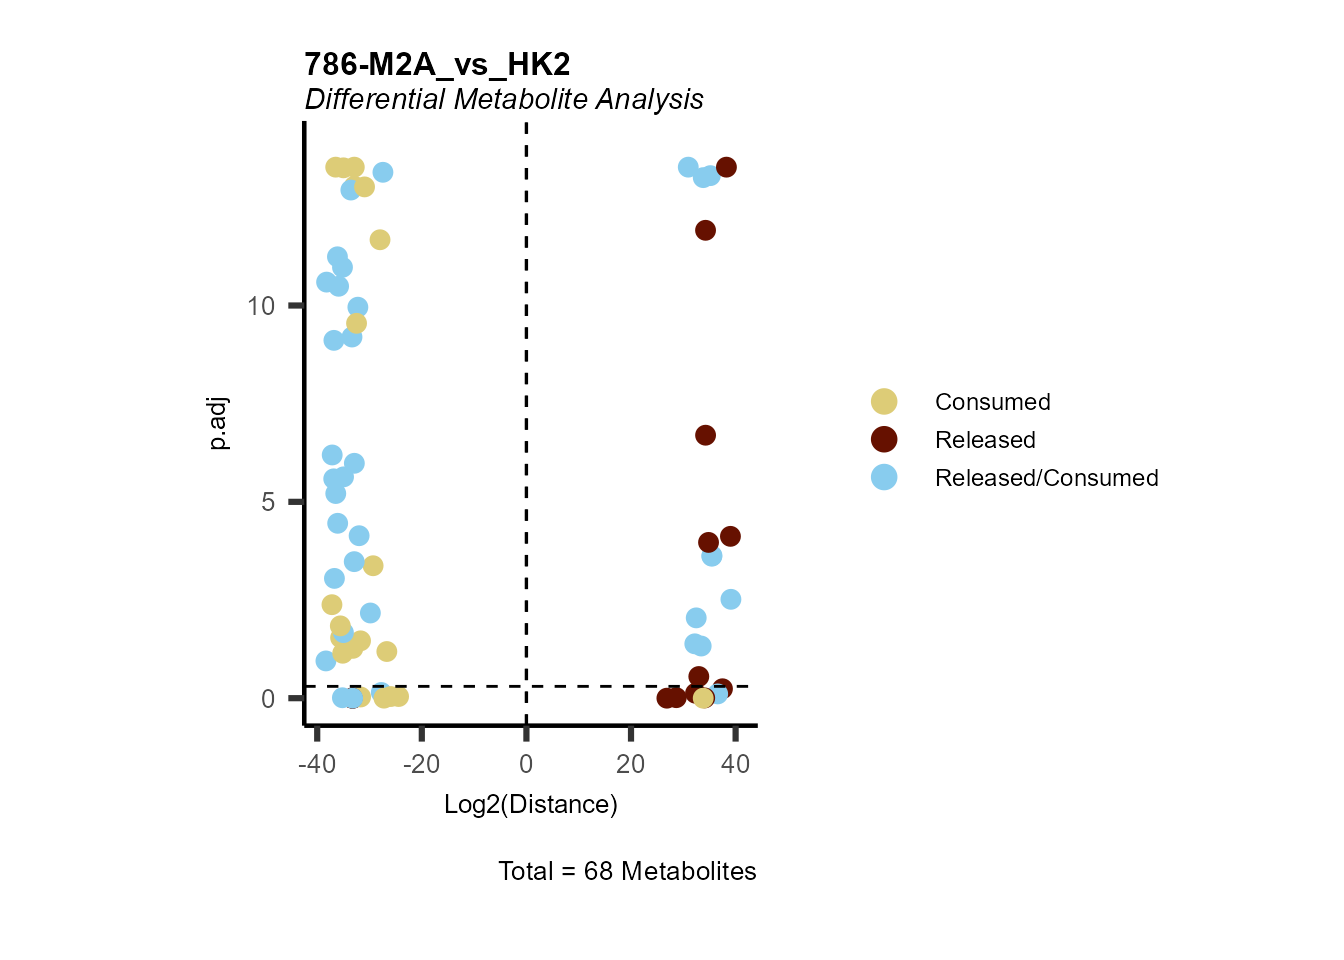 786-M2A_vs_HK2
Differential Metabolite Analysis
10
5
0
p.adj
-40 -20 0 20 40
Log2(Distance)
Consumed
Released
Released/Consumed
Total = 68 Metabolites